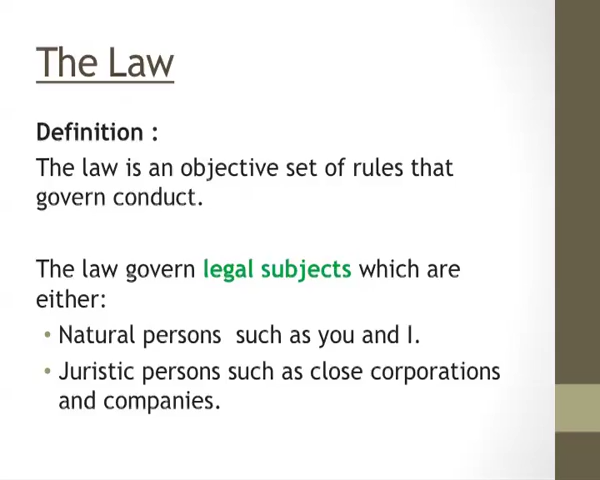 The Law
Definition :
The law is an objective set of rules that
govern conduct.
The law govern legal subjects which are
either:
• Natural persons  such as you and I.
• Juristic persons such as close corporations
and companies.